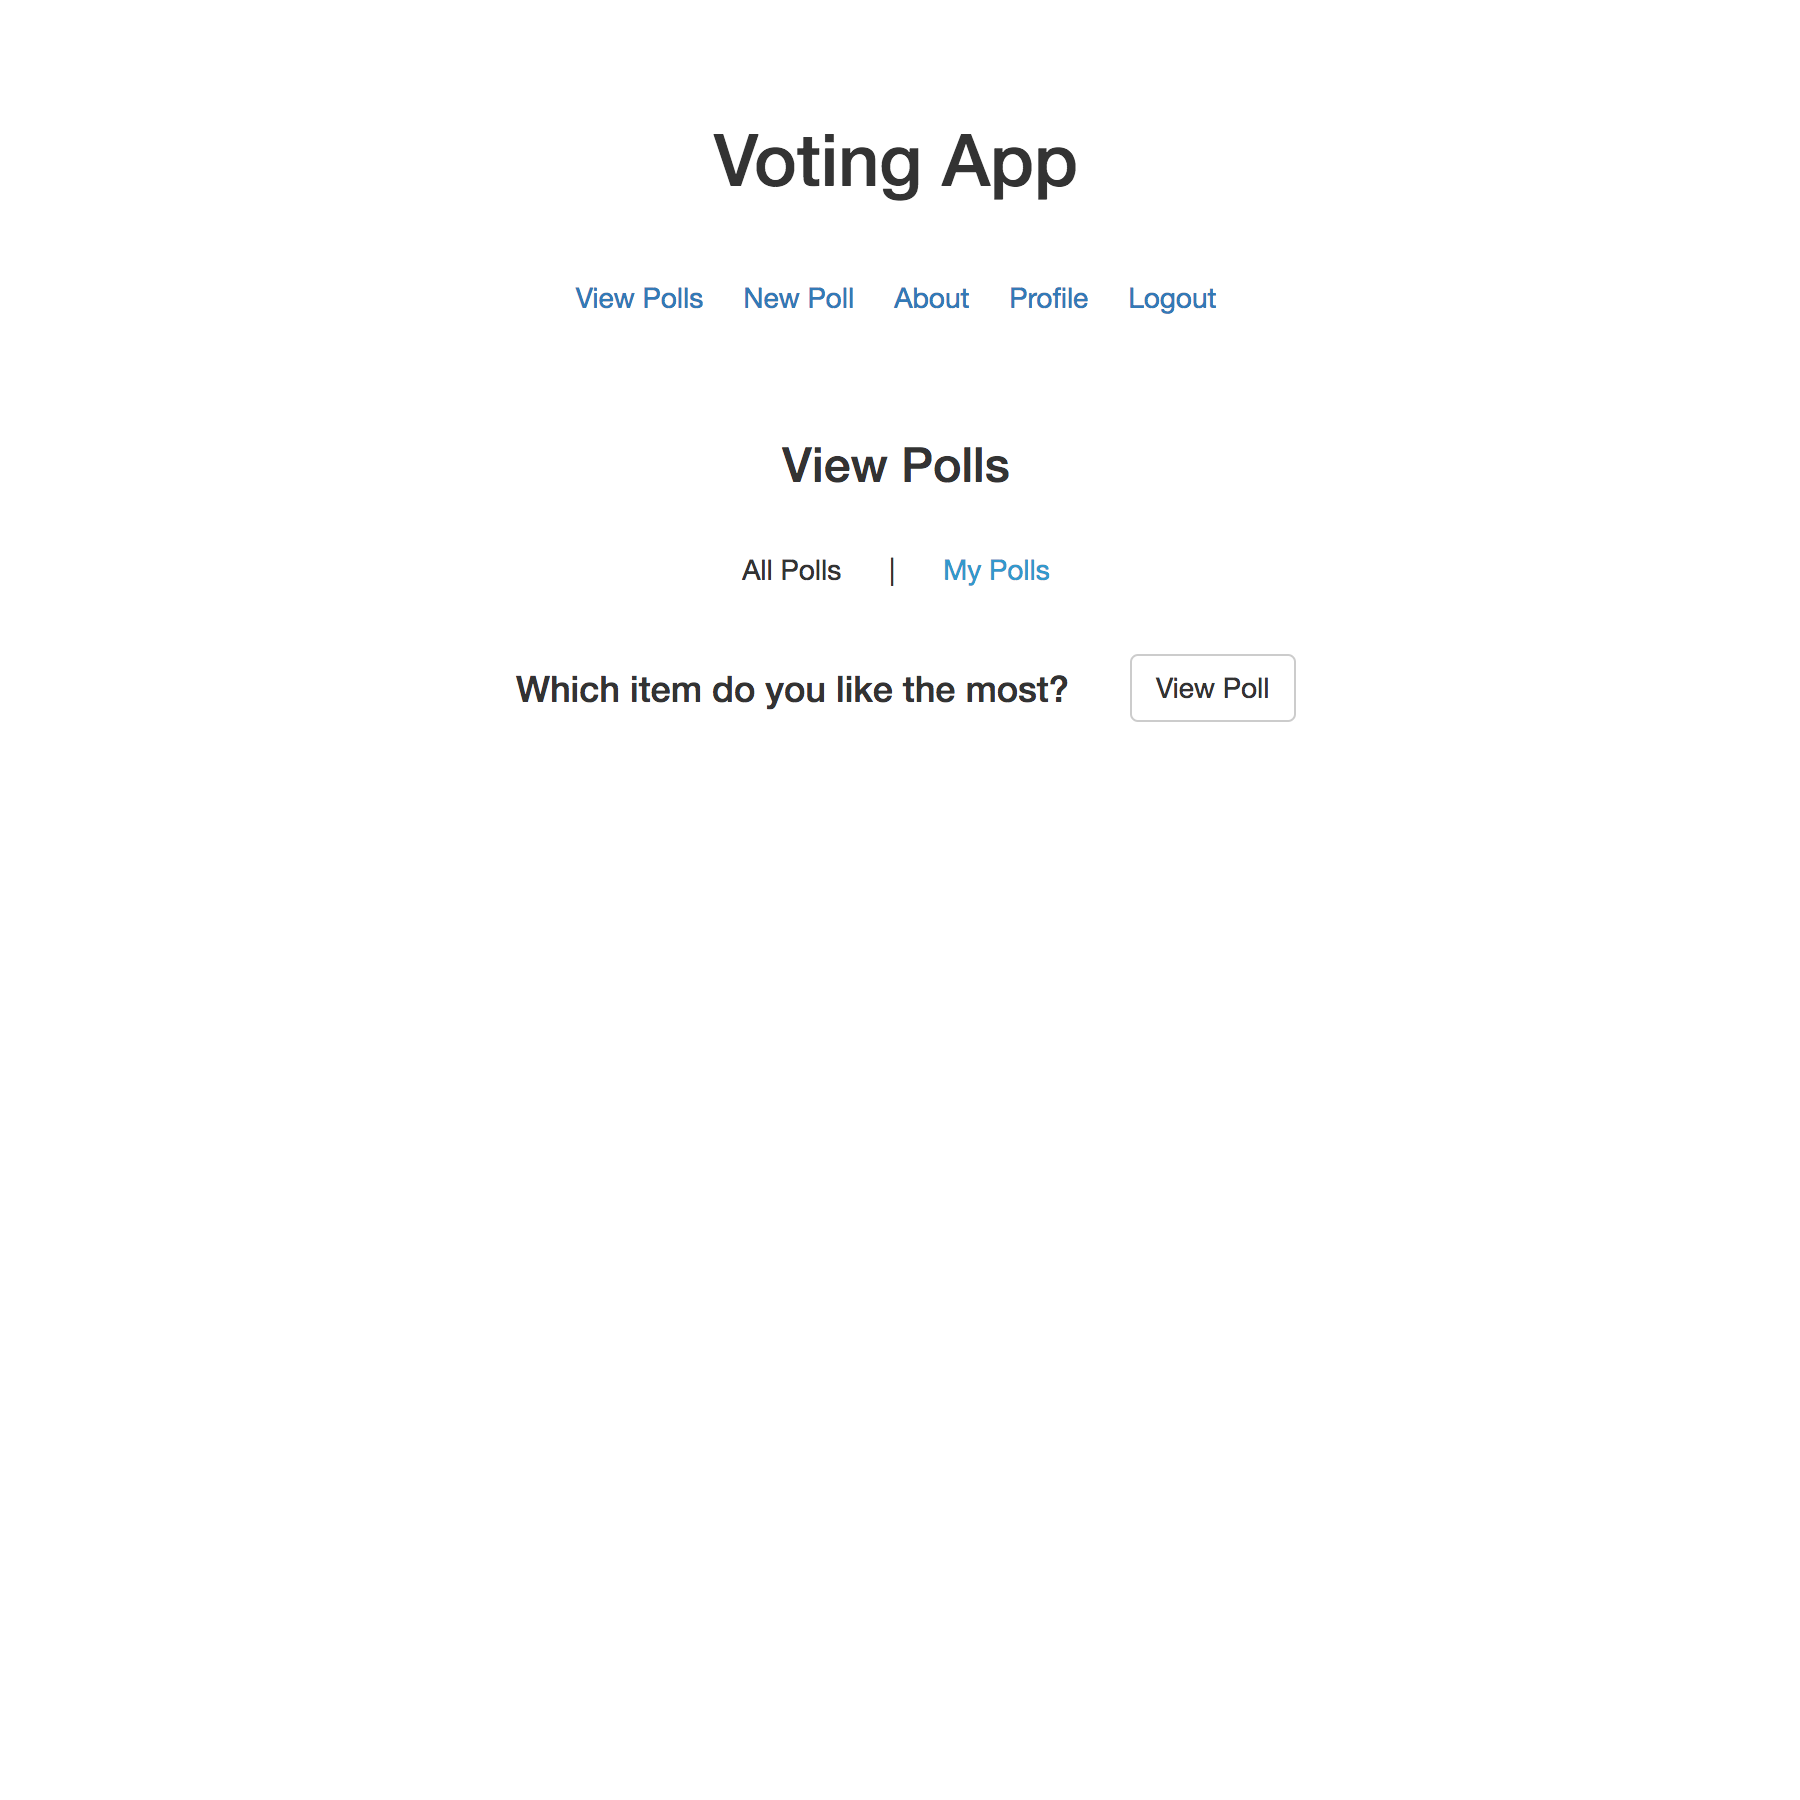 Voting App
View Polls New Poll About Profile Logout
View Polls
All Polls | My Polls
Which item do you like the most? View Poll